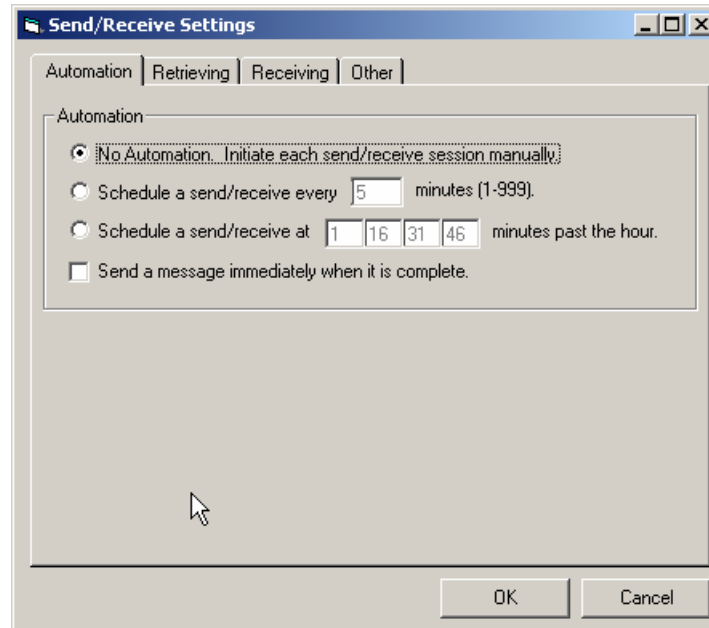 Send/Receive Settings
Automation Retrieving Receiving Other
Automation
No Automation.  Initiate each send/receive session manually.
Schedule a send/receive every 5 minutes (1-999).
Schedule a send/receive at 1 16 31 46 minutes past the hour.
Send a message immediately when it is complete.
OK Cancel